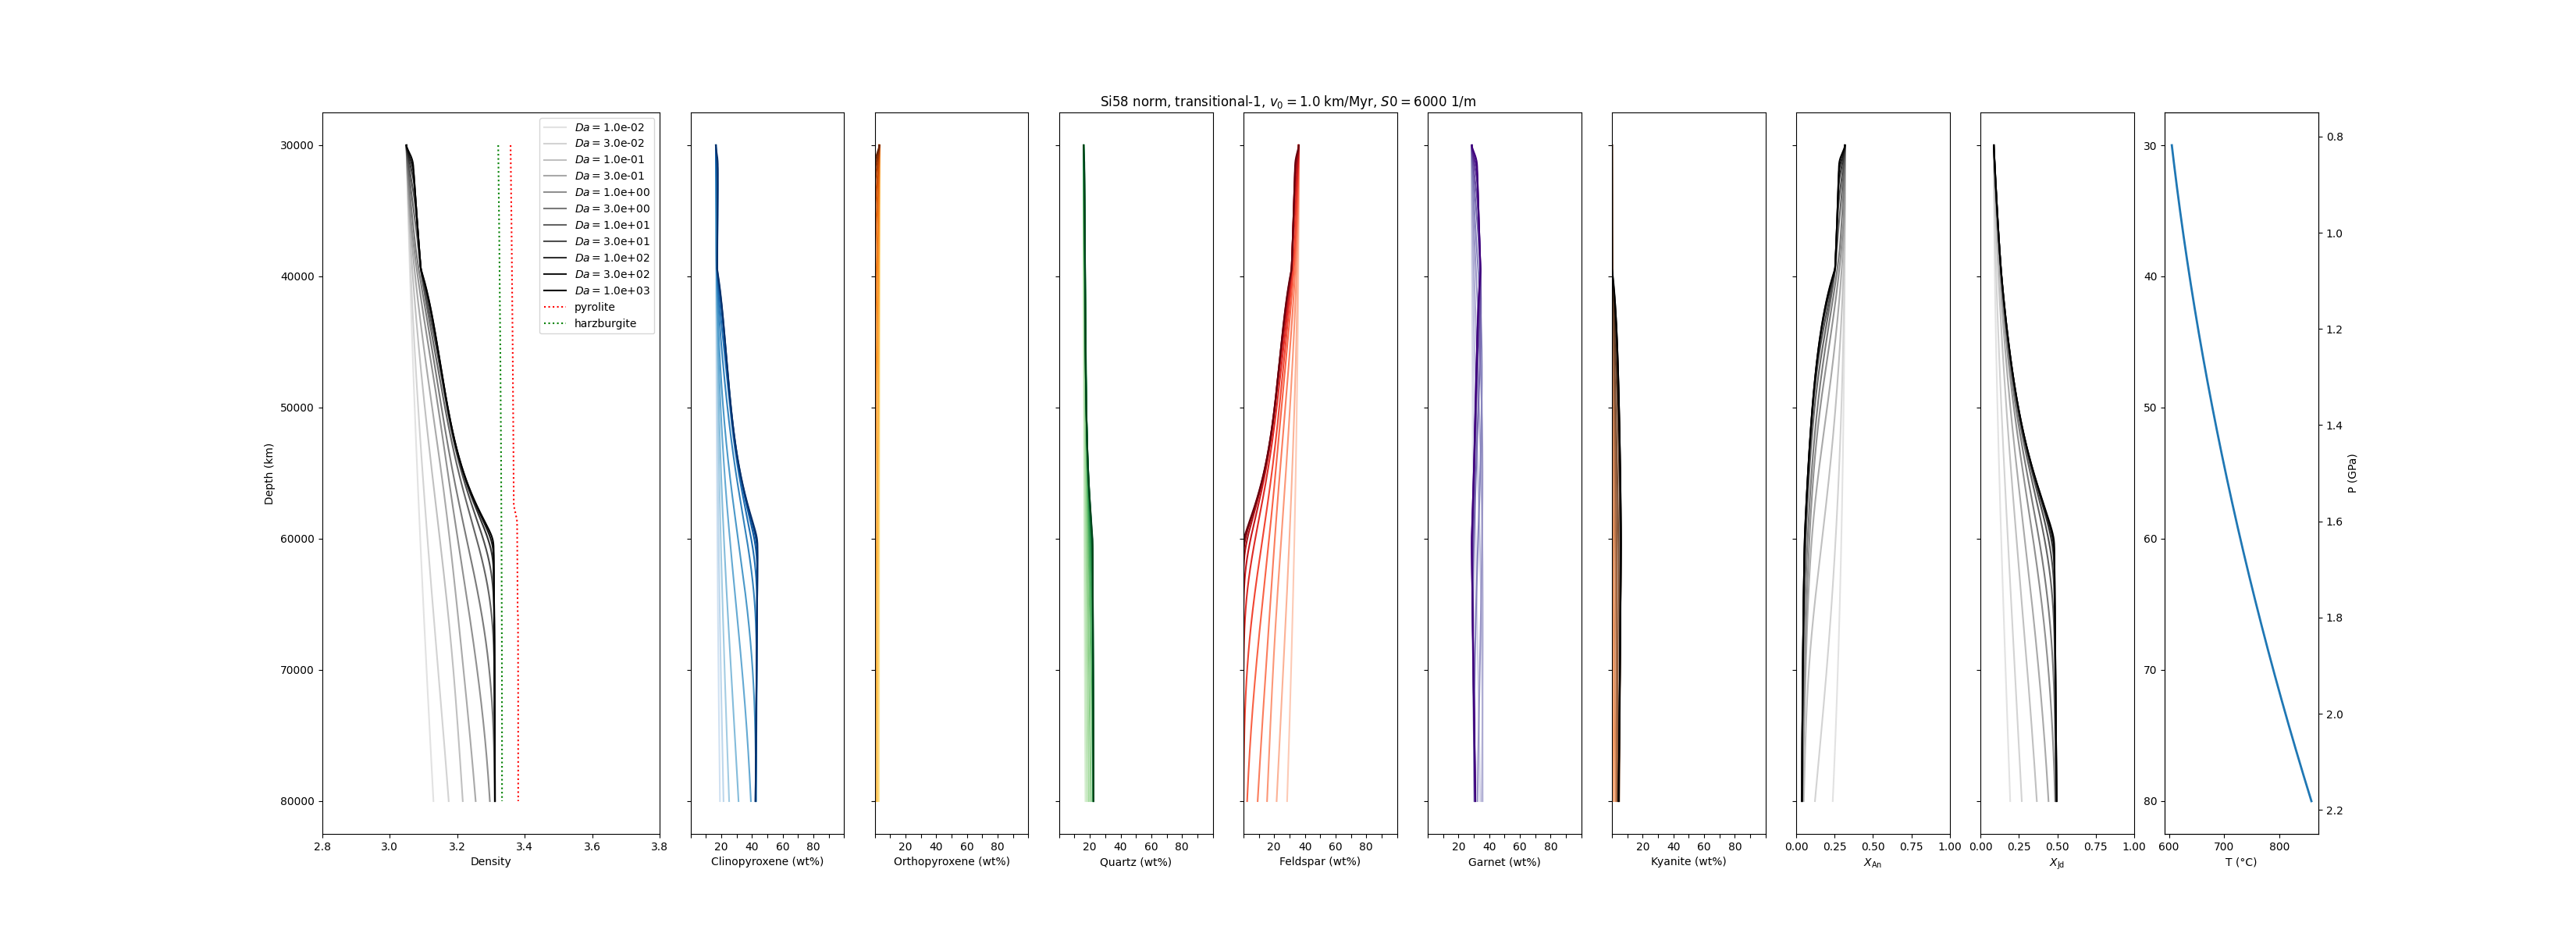 Si58 norm, transitional-1, v₀ = 1.0 km/Myr, S0 = 6000 1/m
Da = 1.0e-02
Da = 3.0e-02
Da = 1.0e-01
Da = 3.0e-01
Da = 1.0e+00
Da = 3.0e+00
Da = 1.0e+01
Da = 3.0e+01
Da = 1.0e+02
Da = 3.0e+02
Da = 1.0e+03
pyrolite
harzburgite
Depth (km)
30000
40000
50000
60000
70000
80000
2.8 3.0 3.2 3.4 3.6 3.8
Density
20 40 60 80
Clinopyroxene (wt%)
20 40 60 80
Orthopyroxene (wt%)
20 40 60 80
Quartz (wt%)
20 40 60 80
Feldspar (wt%)
20 40 60 80
Garnet (wt%)
20 40 60 80
Kyanite (wt%)
0.00 0.25 0.50 0.75 1.00
X_An
0.00 0.25 0.50 0.75 1.00
X_Jd
30
40
50
60
70
80
600 700 800
T (°C)
0.8
1.0
1.2
1.4
1.6
1.8
2.0
2.2
P (GPa)